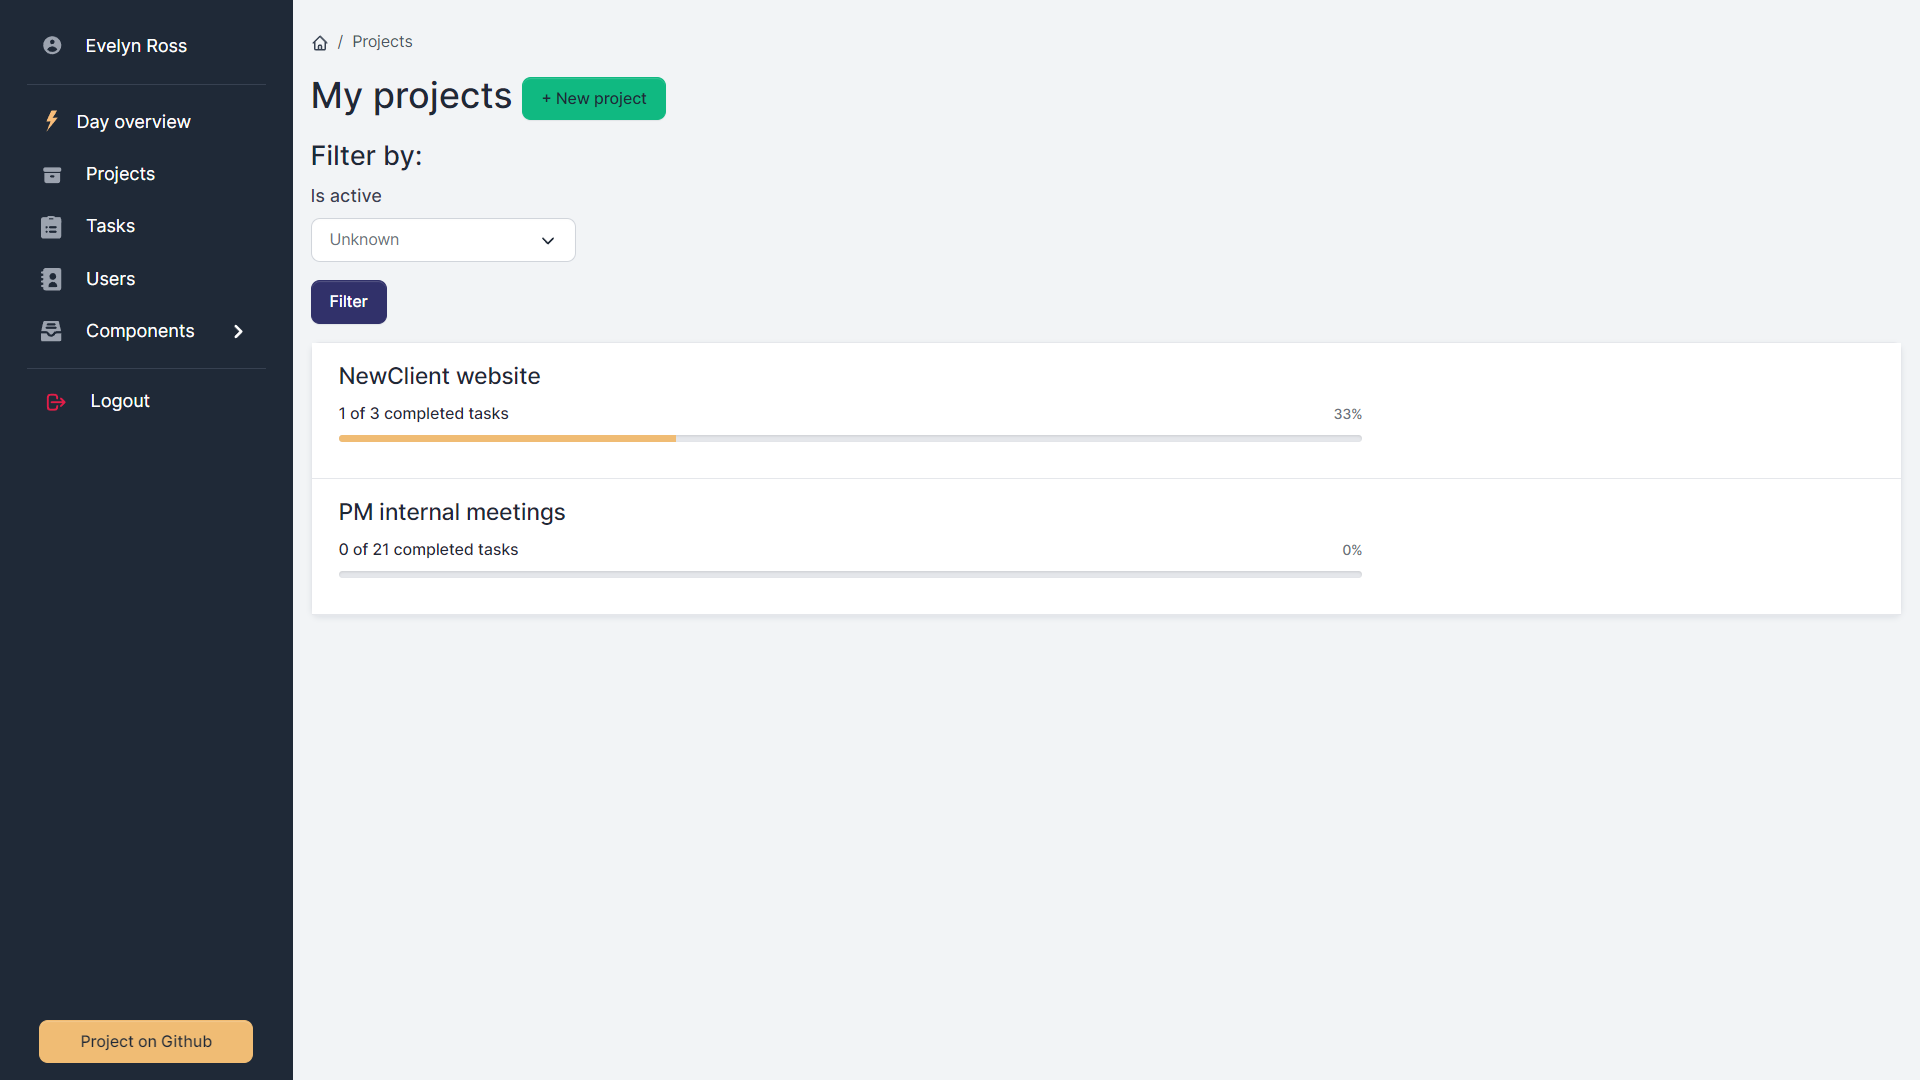 Evelyn Ross
Day overview
Projects
Tasks
Users
Components
Logout
Project on Github
/ Projects
My projects
+ New project
Filter by:
Is active
Unknown
Filter
NewClient website
1 of 3 completed tasks
33%
PM internal meetings
0 of 21 completed tasks
0%